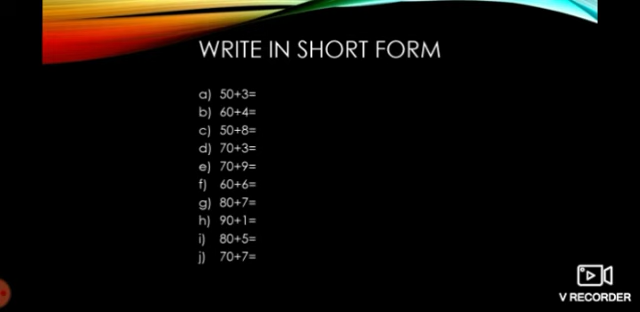 WRITE IN SHORT FORM
a) 50+3=
b) 60+4=
c) 50+8=
d) 70+3=
e) 70+9=
f) 60+6=
g) 80+7=
h) 90+1=
i) 80+5=
j) 70+7=
V RECORDER